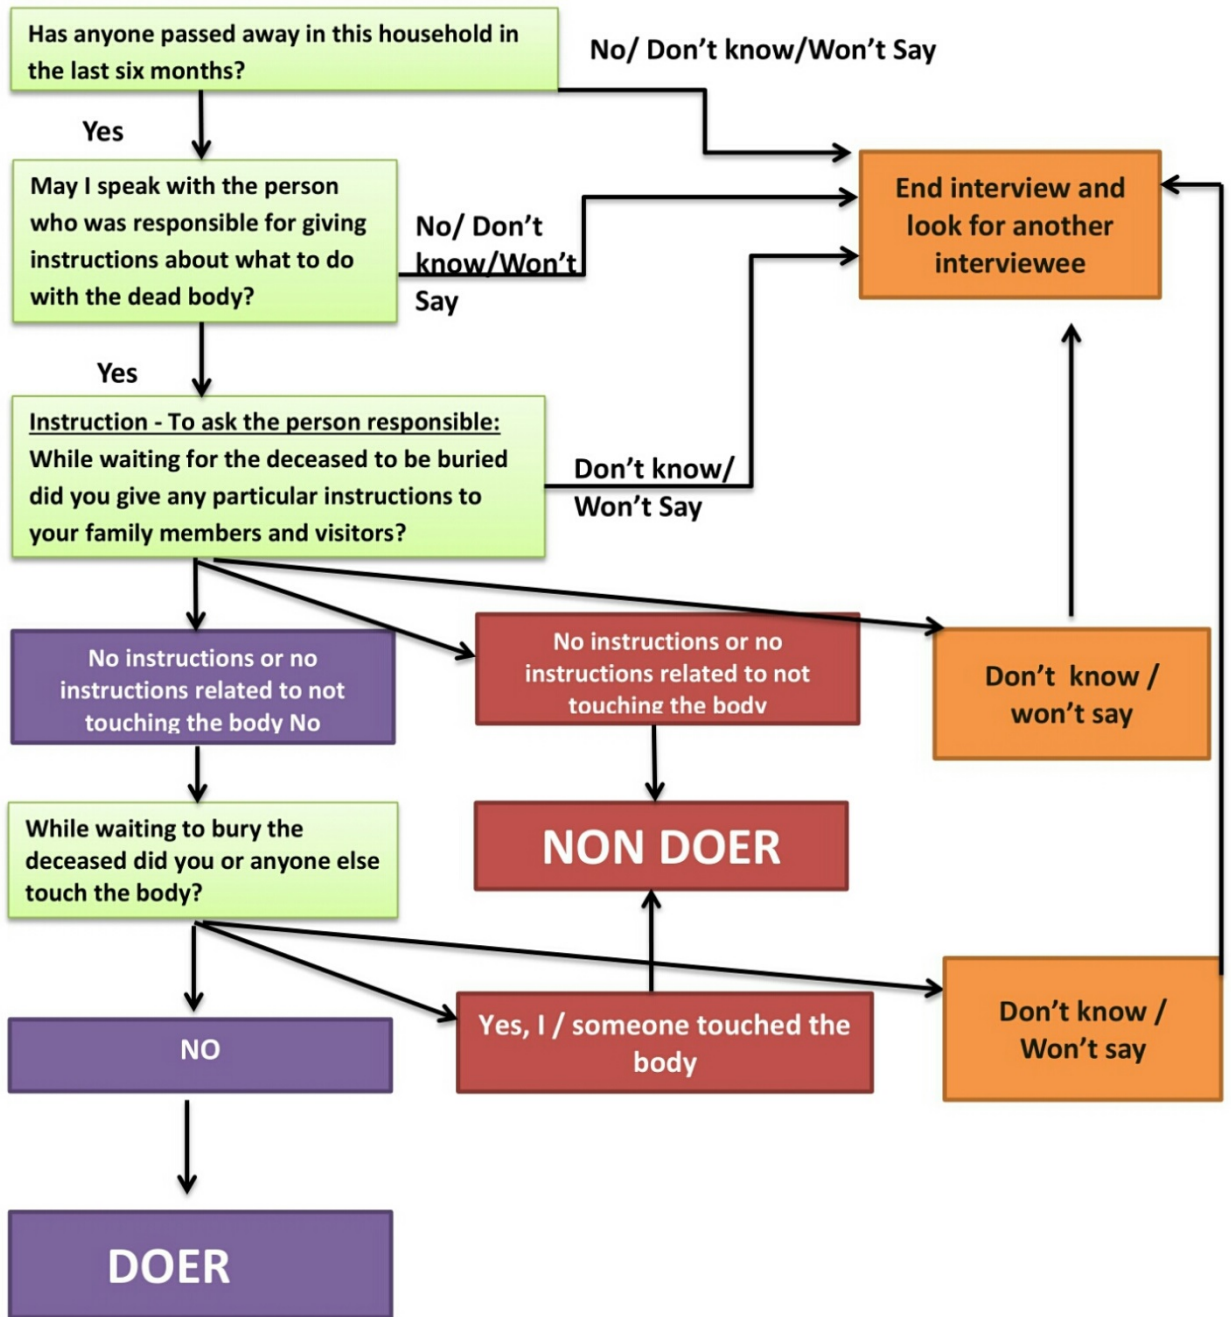 Has anyone passed away in this household in
the last six months?
No/ Don't know/Won't Say
Yes
May I speak with the person
who was responsible for giving
instructions about what to do
with the dead body?
No/ Don't
know/Won't
Say
End interview and
look for another
interviewee
Yes
Instruction - To ask the person responsible:
While waiting for the deceased to be buried
did you give any particular instructions to
your family members and visitors?
Don't know/
Won't Say
No instructions or no
instructions related to not
touching the body No
No instructions or no
instructions related to not
touching the body
Don't know /
won't say
While waiting to bury the
deceased did you or anyone else
touch the body?
NON DOER
NO
Yes, I / someone touched the
body
Don't know /
Won't say
DOER